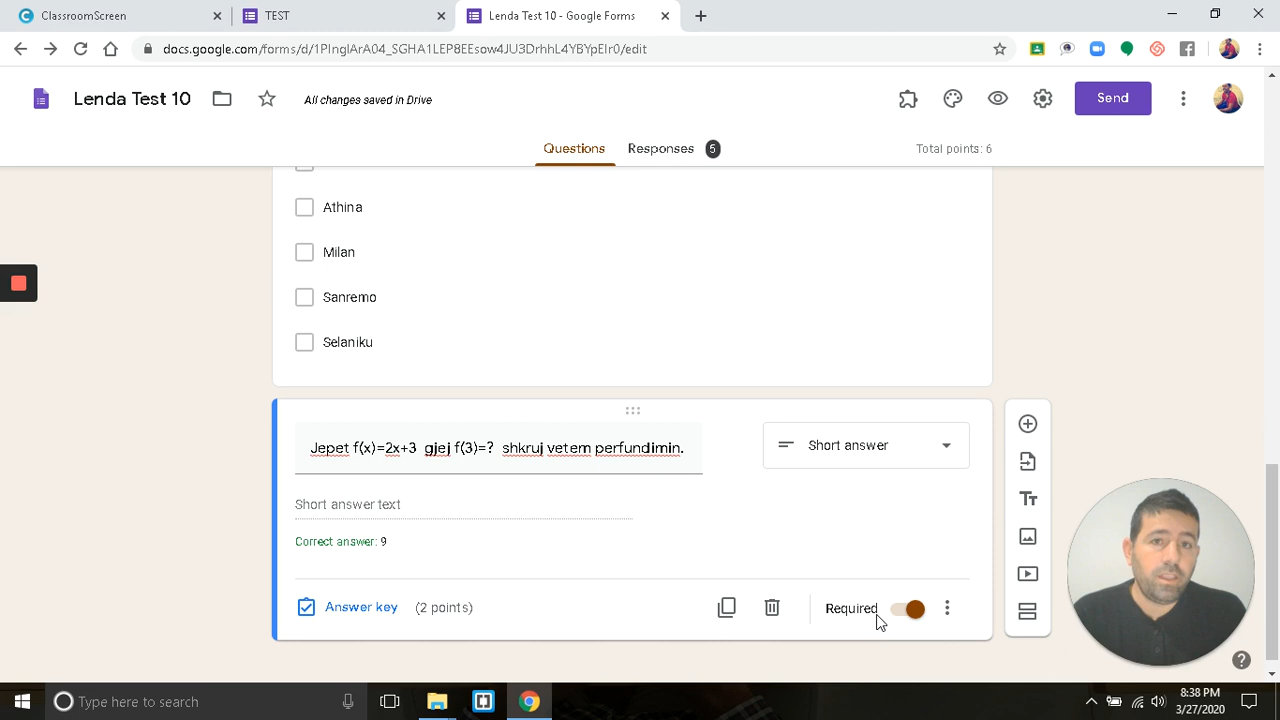 ClassroomScreen
TEST
Lenda Test 10 - Google Forms
docs.google.com/forms/d/1PIngIArA04_SGHA1LEP8EEsow4JU3DrhhL4YBYpEIr0/edit
Lenda Test 10
All changes saved in Drive
Send
Questions
Responses 5
Total points: 6
Athina
Milan
Sanremo
Selaniku
Jepet f(x)=2x+3 gjej f(3)=? shkruj vetem perfundimin.
Short answer
Short answer text
Correct answer: 9
Answer key (2 points)
Required
Type here to search
8:38 PM
3/27/2020